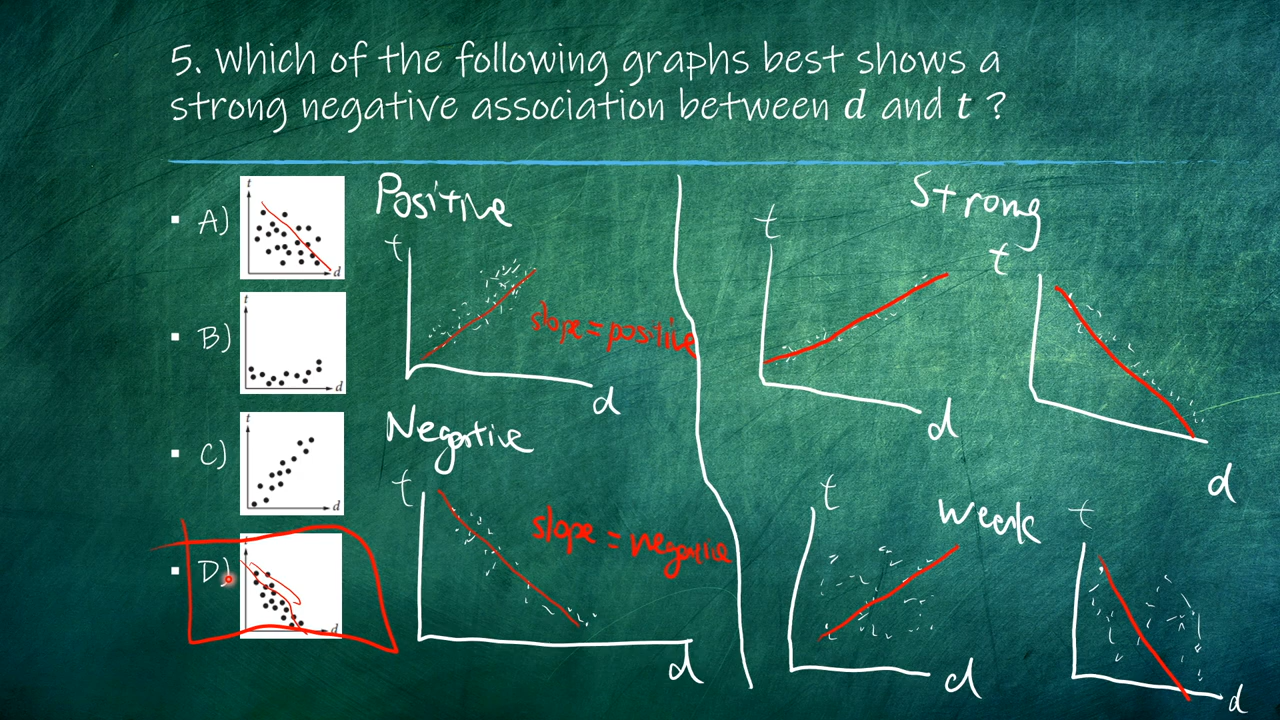 5. Which of the following graphs best shows a
strong negative association between d and t ?
A)
t
d
B)
t
d
C)
t
d
D)
t
d
Positive
t
slope = positive
d
Negative
t
slope = negative
d
Strong
t
d
t
d
weak
t
d
t
d